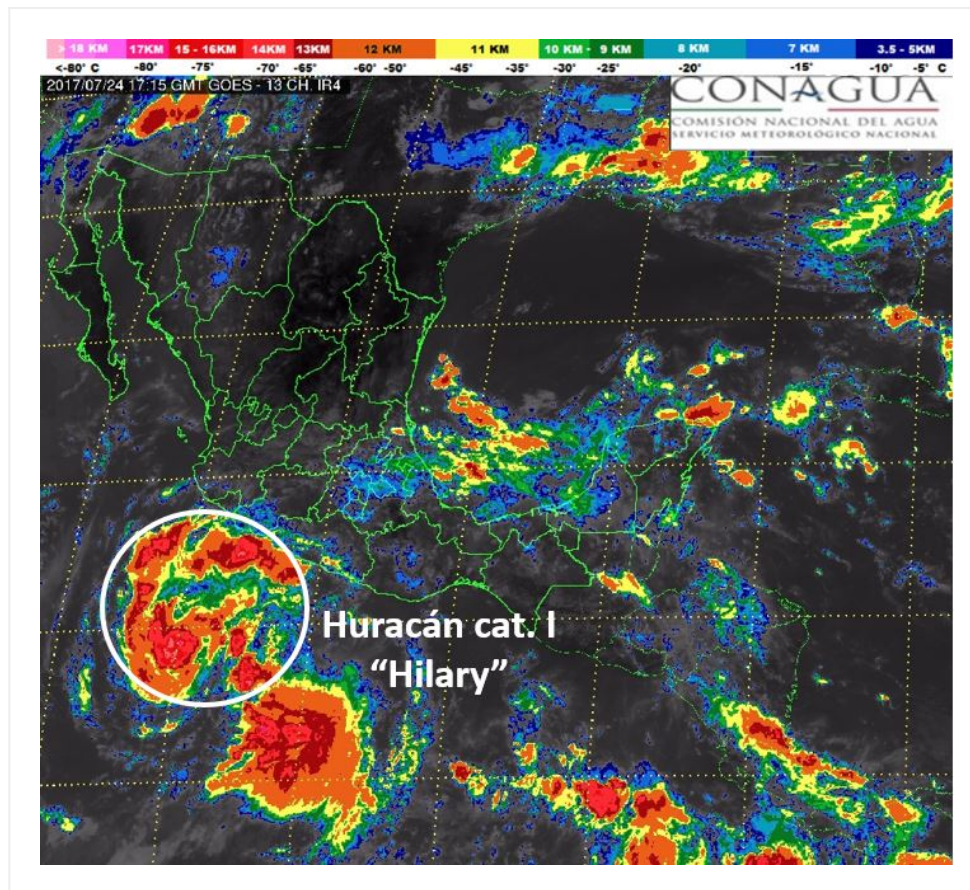 > 18 KM 17KM 15 - 16KM 14KM 13KM 12 KM 11 KM 10 KM - 9 KM 8 KM 7 KM 3.5 - 5KM
<-80° C -80° -75° -70° -65° -60° -50° -45° -35° -30° -25° -20° -15° -10° -5° C
2017/07/24 17:15 GMT GOES - 13 CH. IR4
CONAGUA
COMISIÓN NACIONAL DEL AGUA
SERVICIO METEOROLÓGICO NACIONAL
Huracán cat. I
“Hilary”